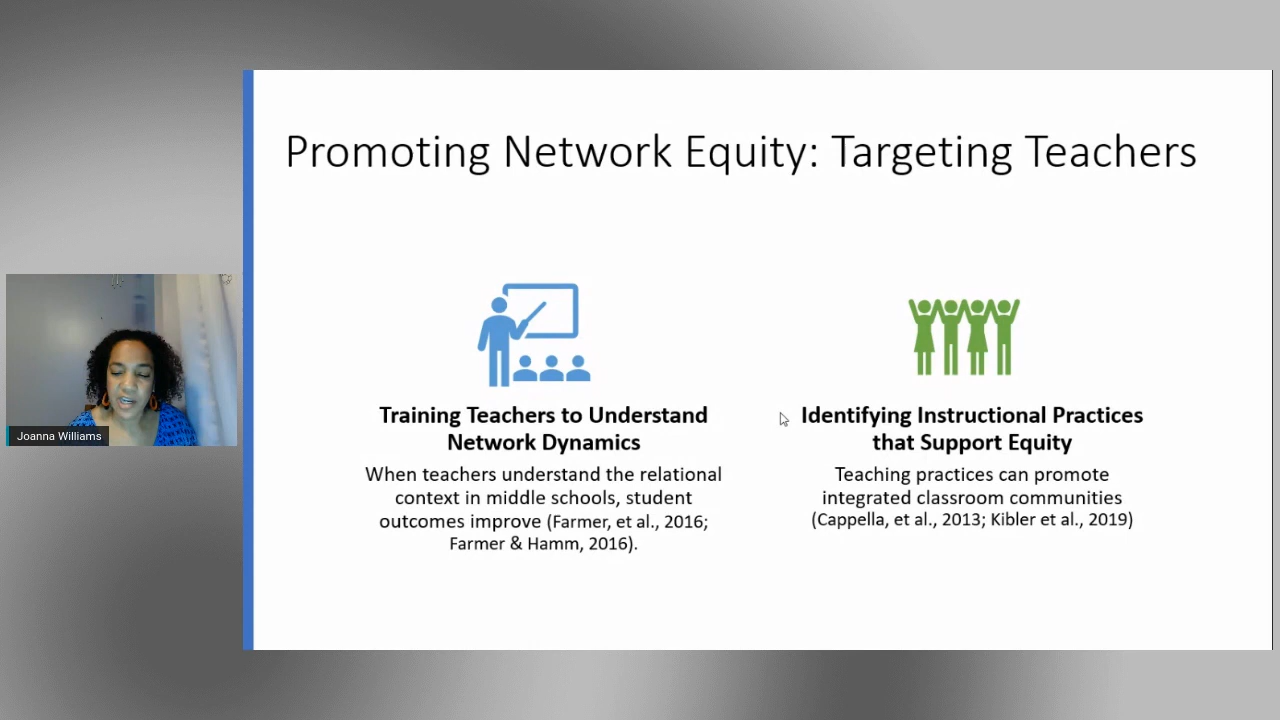 Promoting Network Equity: Targeting Teachers
Training Teachers to Understand
Network Dynamics
When teachers understand the relational
context in middle schools, student
outcomes improve (Farmer, et al., 2016;
Farmer & Hamm, 2016).
Identifying Instructional Practices
that Support Equity
Teaching practices can promote
integrated classroom communities
(Cappella, et al., 2013; Kibler et al., 2019)
Joanna Williams